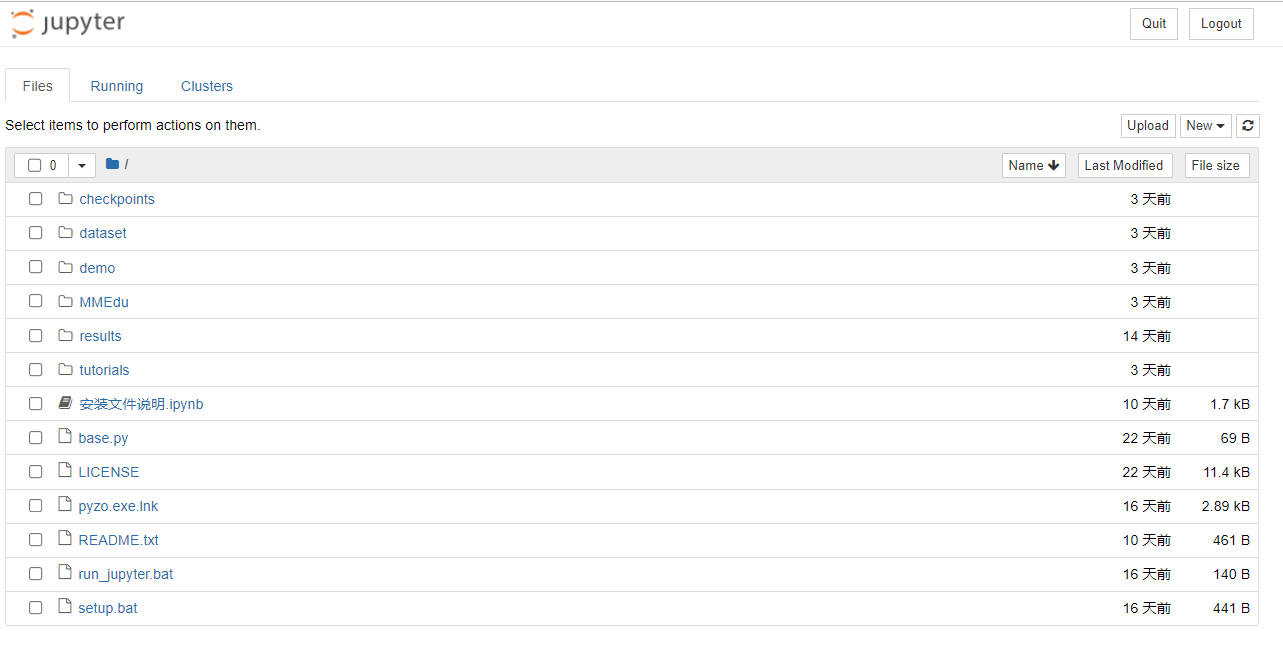 jupyter Quit Logout
Files Running Clusters
Select items to perform actions on them. Upload New
0 / Name Last Modified File size
checkpoints 3 天前
dataset 3 天前
demo 3 天前
MMEdu 3 天前
results 14 天前
tutorials 3 天前
安装文件说明.ipynb 10 天前 1.7 kB
base.py 22 天前 69 B
LICENSE 22 天前 11.4 kB
pyzo.exe.lnk 16 天前 2.89 kB
README.txt 10 天前 461 B
run_jupyter.bat 16 天前 140 B
setup.bat 16 天前 441 B